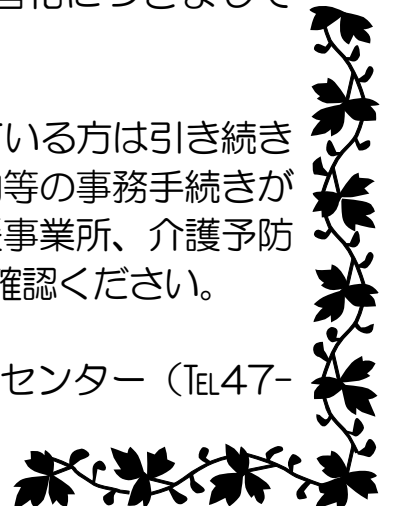 につきまして
ている方は引き続き
等の事務手続きが
事業所、介護予防
確認ください。
センター（℡47-